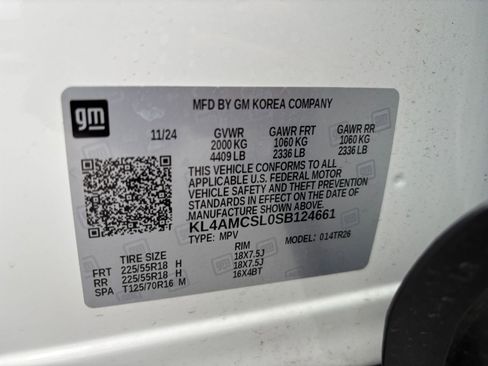 gm
MFD BY GM KOREA COMPANY
11/24 GVWR GAWR FRT GAWR RR
2000 KG 1060 KG 1060 KG
4409 LB 2336 LB 2336 LB
THIS VEHICLE CONFORMS TO ALL
APPLICABLE U.S. FEDERAL MOTOR
VEHICLE SAFETY AND THEFT PREVENTION
STANDARDS IN EFFECT ON THE DATE OF
MANUFACTURE SHOWN ABOVE.
KL4AMCSL0SB124661
TYPE: MPV MODEL: 014TR26
TIRE SIZE RIM
FRT 225/55R18 H 18X7.5J
RR 225/55R18 H 18X7.5J
SPA T125/70R16 M 16X4BT